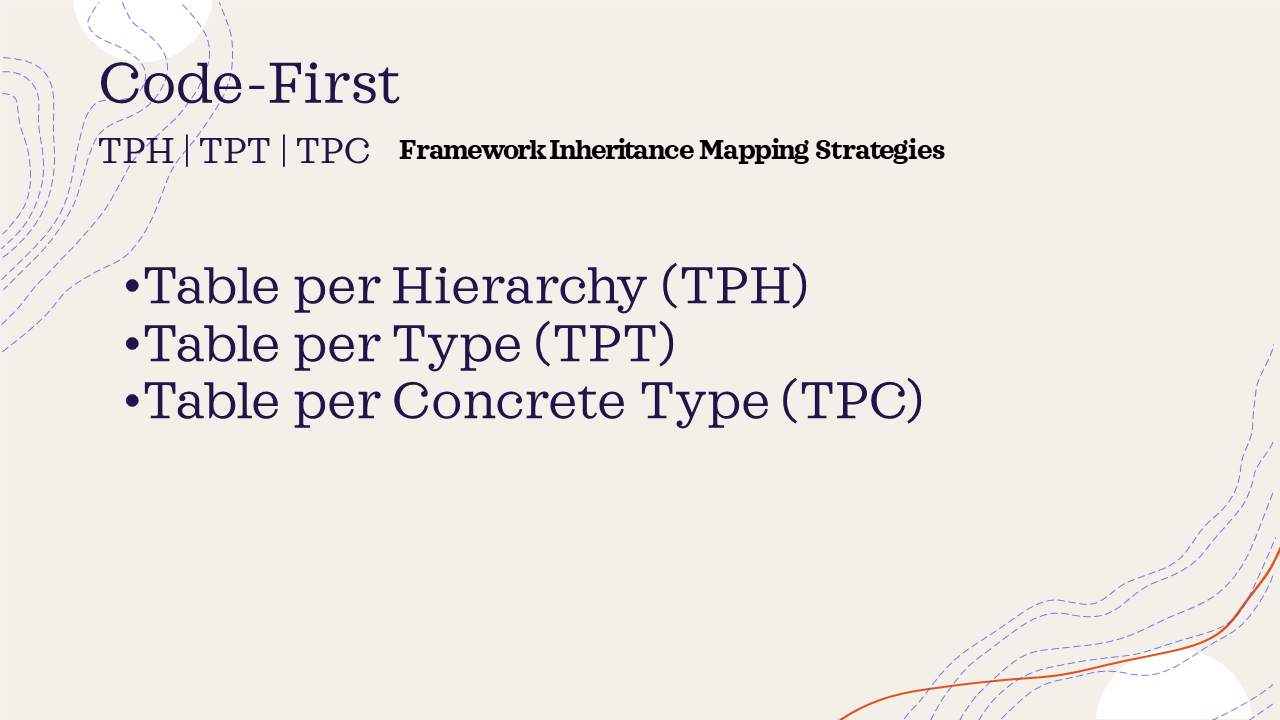 Code-First
TPH | TPT | TPC Framework Inheritance Mapping Strategies
•Table per Hierarchy (TPH)
•Table per Type (TPT)
•Table per Concrete Type (TPC)